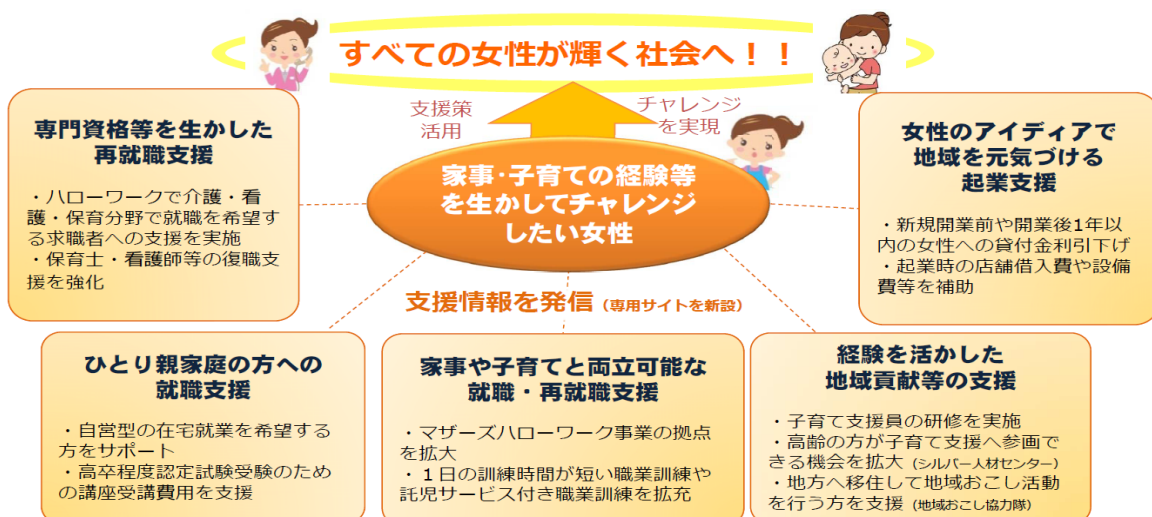 すべての女性が輝く社会へ！！
支援策
活用
チャレンジ
を実現
家事・子育ての経験等
を生かしてチャレンジ
したい女性
専門資格等を生かした
再就職支援
・ハローワークで介護・看
護・保育分野で就職を希望す
る求職者への支援を実施
・保育士・看護師等の復職支
援を強化
女性のアイディアで
地域を元気づける
起業支援
・新規開業前や開業後1年以
内の女性への貸付金利引下げ
・起業時の店舗借入費や設備
費等を補助
支援情報を発信（専用サイトを新設）
ひとり親家庭の方への
就職支援
・自営型の在宅就業を希望する
方をサポート
・高卒程度認定試験受験のため
の講座受講費用を支援
家事や子育てと両立可能な
就職・再就職支援
・マザーズハローワーク事業の拠点
を拡大
・１日の訓練時間が短い職業訓練や
託児サービス付き職業訓練を拡充
経験を活かした
地域貢献等の支援
・子育て支援員の研修を実施
・高齢の方が子育て支援へ参画で
きる機会を拡大（シルバー人材センター）
・地方へ移住して地域おこし活動
を行う方を支援（地域おこし協力隊）